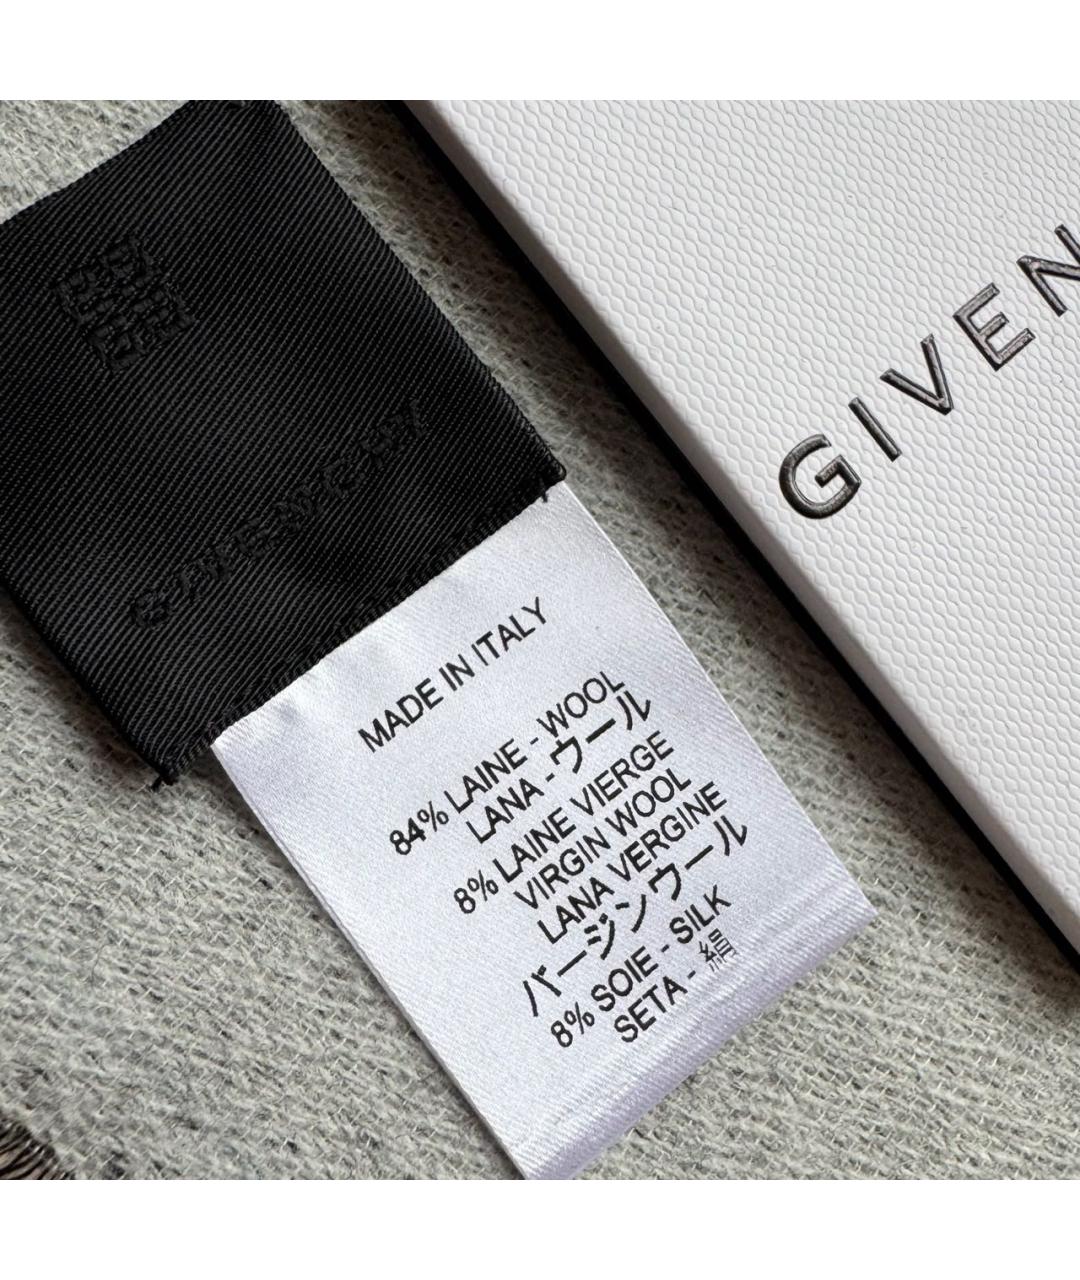 GIVENCHY
GIVEN
MADE IN ITALY
84% LAINE - WOOL
LANA - ウール
8% LAINE VIERGE
VIRGIN WOOL
LANA VERGINE
バージンウール
8% SOIE - SILK
SETA - 絹